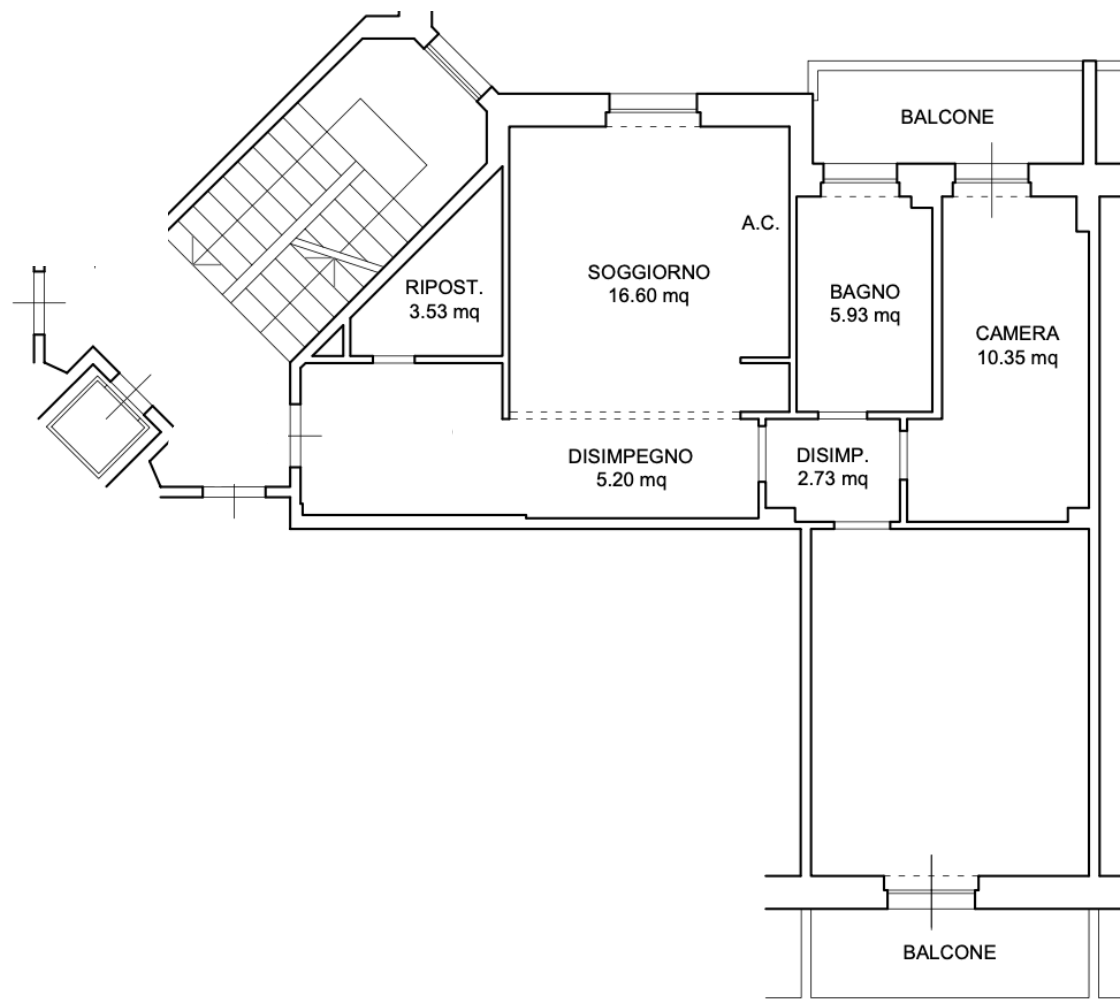 BALCONE
A.C.
SOGGIORNO
16.60 mq
RIPOST.
3.53 mq
BAGNO
5.93 mq
CAMERA
10.35 mq
DISIMPEGNO
5.20 mq
DISIMP.
2.73 mq
BALCONE